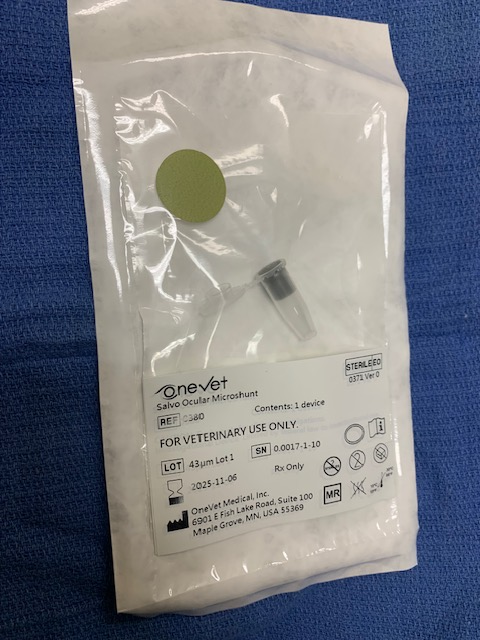 OneVet
Salvo Ocular Microshunt
STERILE EO
0371 Ver 0
REF
Contents: 1 device
FOR VETERINARY USE ONLY.
LOT 43µm Lot 1
SN 0.0017-1-10
2025-11-06
Rx Only
MR
OneVet Medical, Inc.
6901 E Fish Lake Road, Suite 100
Maple Grove, MN, USA 55369